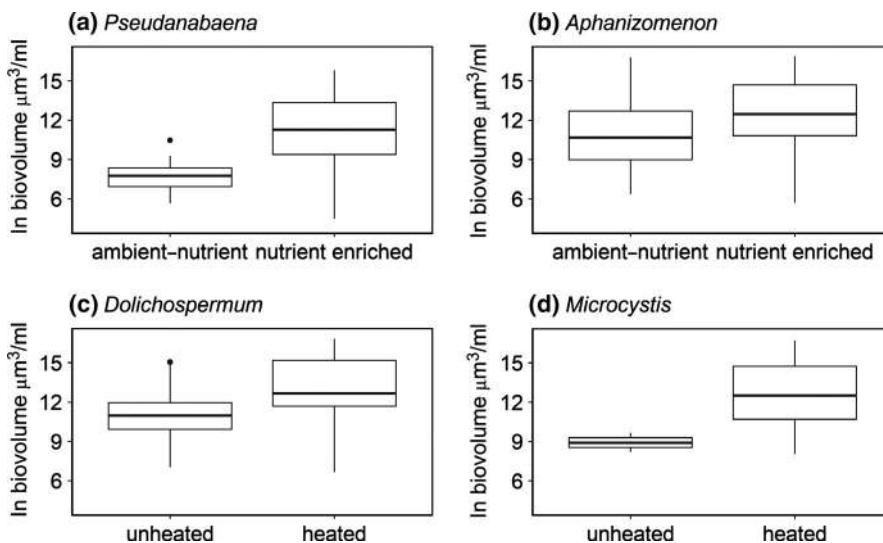 (a) Pseudanabaena
ln biovolume μm³/ml
15
12
9
6
ambient–nutrient nutrient enriched
(b) Aphanizomenon
ln biovolume μm³/ml
15
12
9
6
ambient–nutrient nutrient enriched
(c) Dolichospermum
ln biovolume μm³/ml
15
12
9
6
unheated heated
(d) Microcystis
ln biovolume μm³/ml
15
12
9
6
unheated heated